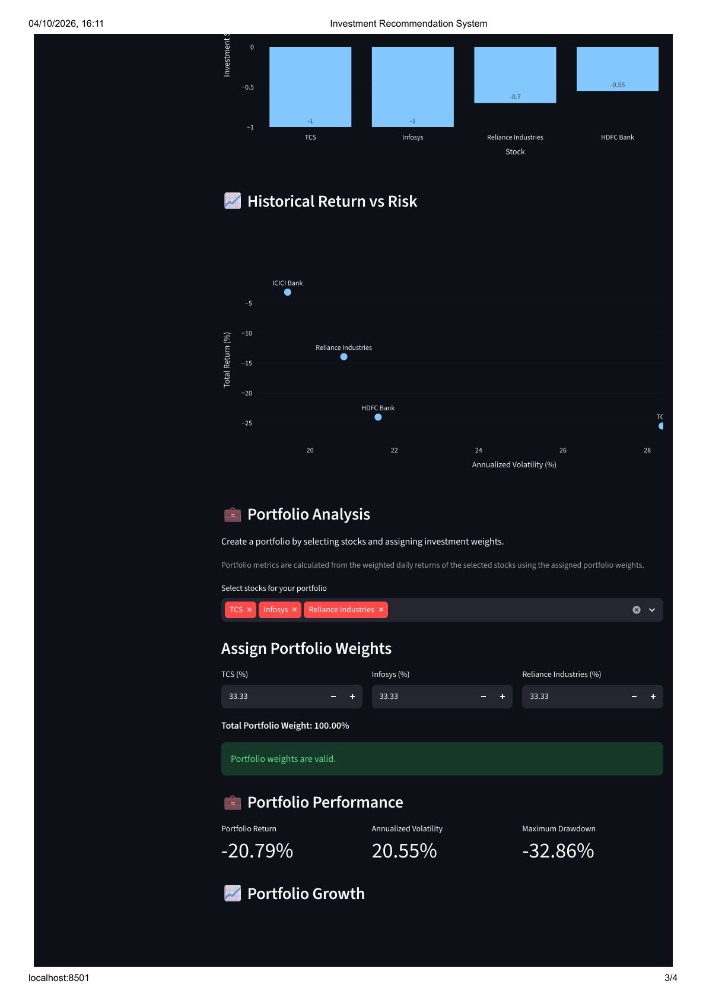 04/10/2026, 16:11
Investment Recommendation System
Investment
0
−0.5
−1
-1
-1
-0.7
-0.55
TCS
Infosys
Reliance Industries
HDFC Bank
Stock
Historical Return vs Risk
ICICI Bank
Reliance Industries
HDFC Bank
TC
−5
−10
−15
−20
−25
Total Return (%)
20
22
24
26
28
Annualized Volatility (%)
Portfolio Analysis
Create a portfolio by selecting stocks and assigning investment weights.
Portfolio metrics are calculated from the weighted daily returns of the selected stocks using the assigned portfolio weights.
Select stocks for your portfolio
TCS × Infosys × Reliance Industries ×
Assign Portfolio Weights
TCS (%)
Infosys (%)
Reliance Industries (%)
33.33 − +
33.33 − +
33.33 − +
Total Portfolio Weight: 100.00%
Portfolio weights are valid.
Portfolio Performance
Portfolio Return
Annualized Volatility
Maximum Drawdown
-20.79%
20.55%
-32.86%
Portfolio Growth
localhost:8501
3/4